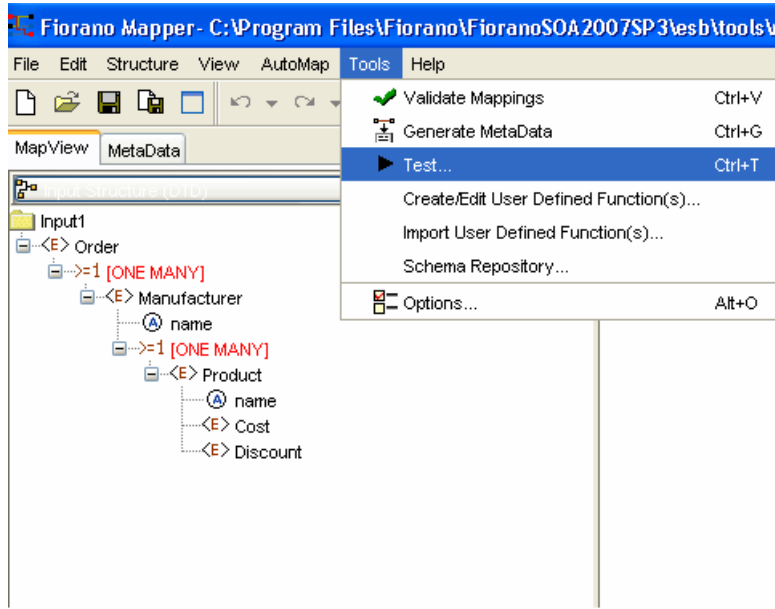 Fiorano Mapper- C:\Program Files\Fiorano\FioranoSOA2007SP3\esb\tools\
File Edit Structure View AutoMap Tools Help
Validate Mappings Ctrl+V
Generate MetaData Ctrl+G
Test... Ctrl+T
Create/Edit User Defined Function(s)...
Import User Defined Function(s)...
Schema Repository...
Options... Alt+O
MapView MetaData
Input Structure (DTD)
Input1
<E> Order
>=1 [ONE MANY]
<E> Manufacturer
A name
>=1 [ONE MANY]
<E> Product
A name
<E> Cost
<E> Discount